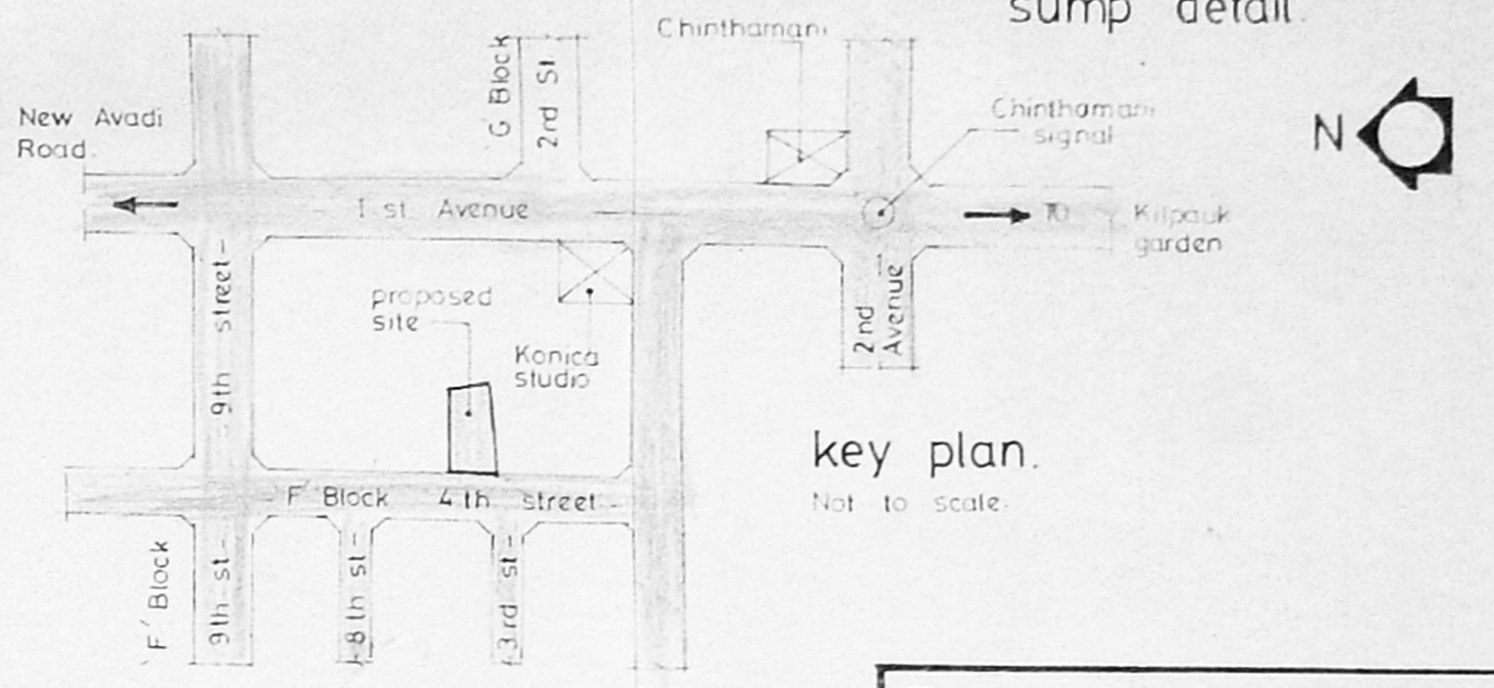 sump detail.
Chinthamani
'G' Block
2nd St.
New Avadi
Road.
Chinthamani
signal
N
1st Avenue
TO
Kilpauk
garden
9th street
proposed
site
Konica
studio
2nd
Avenue
key plan.
Not to scale.
'F' Block 4th street
'F' Block
9th st
8th st
3rd st